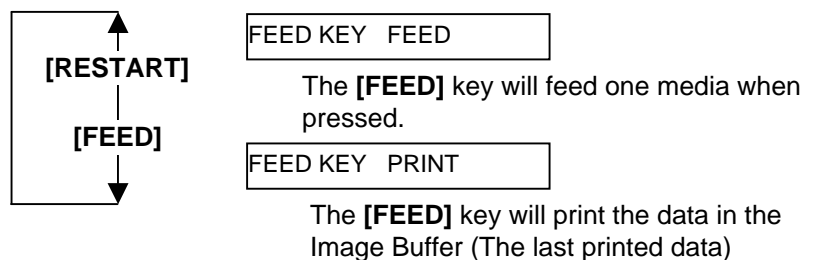 FEED KEY FEED
[RESTART]
The [FEED] key will feed one media when
pressed.
[FEED]
FEED KEY PRINT
The [FEED] key will print the data in the
Image Buffer (The last printed data)